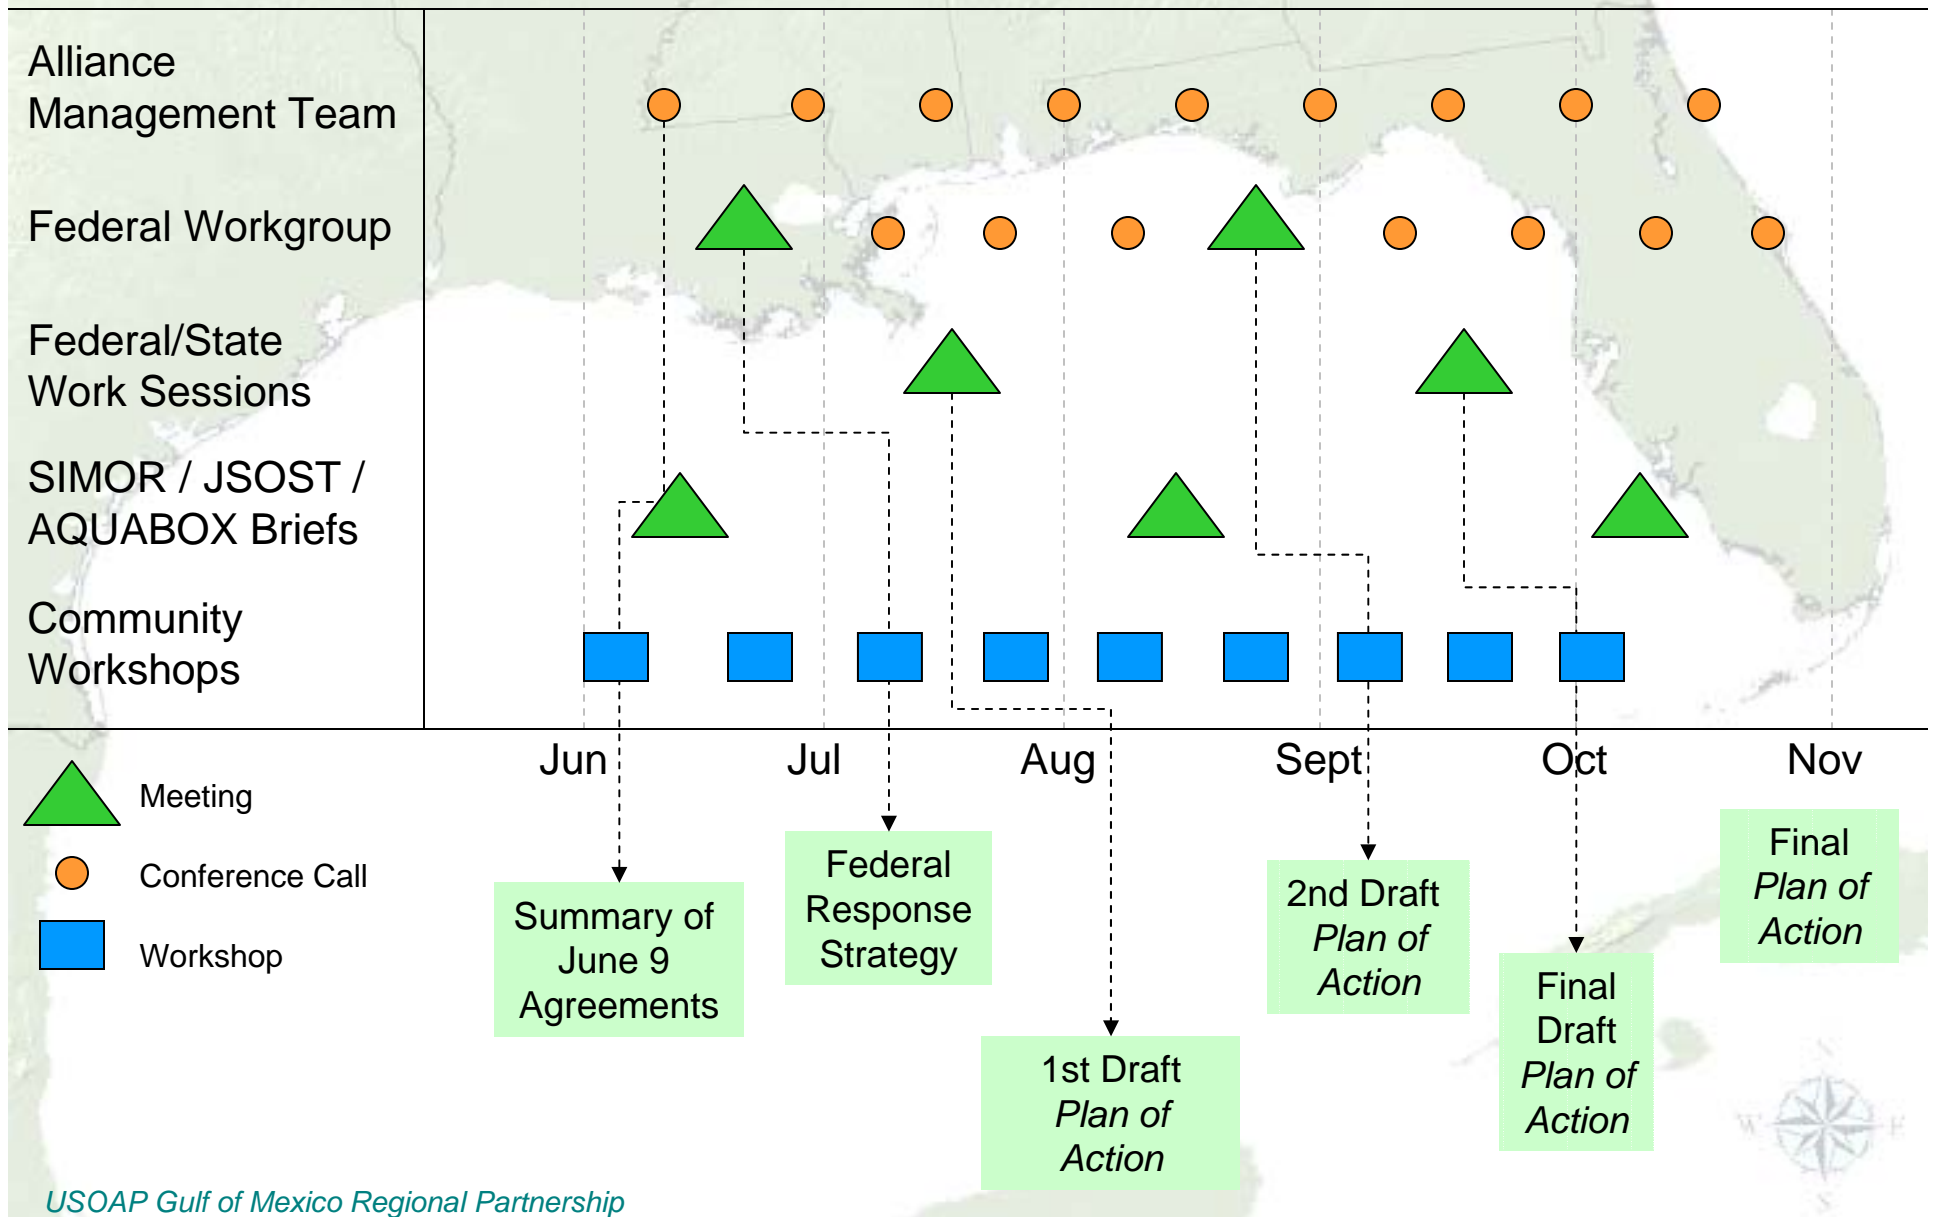 Alliance
Management Team
Federal Workgroup
Federal/State
Work Sessions
SIMOR / JSOST /
AQUABOX Briefs
Community
Workshops
Jun Jul Aug Sept Oct Nov
Meeting
Conference Call
Workshop
Summary of
June 9
Agreements
Federal
Response
Strategy
1st Draft
Plan of
Action
2nd Draft
Plan of
Action
Final
Draft
Plan of
Action
Final
Plan of
Action
N
W E
S
USOAP Gulf of Mexico Regional Partnership